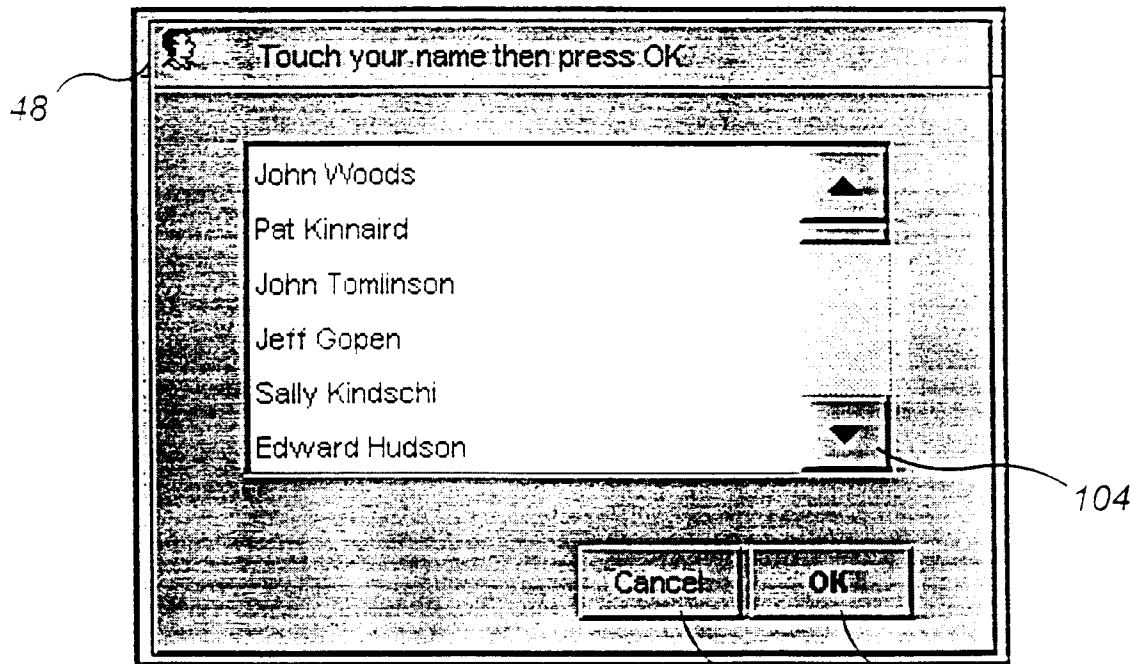 Touch your name then press OK.
48
John Woods
Pat Kinnaird
John Tomlinson
Jeff Gopen
Sally Kindschi
Edward Hudson
104
Cancel OK